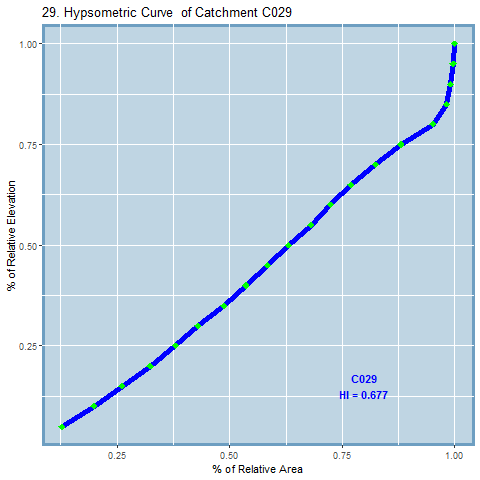 29. Hypsometric Curve  of Catchment C029
% of Relative Elevation
1.00
0.75
0.50
0.25
C029
HI = 0.677
0.25 0.50 0.75 1.00
% of Relative Area